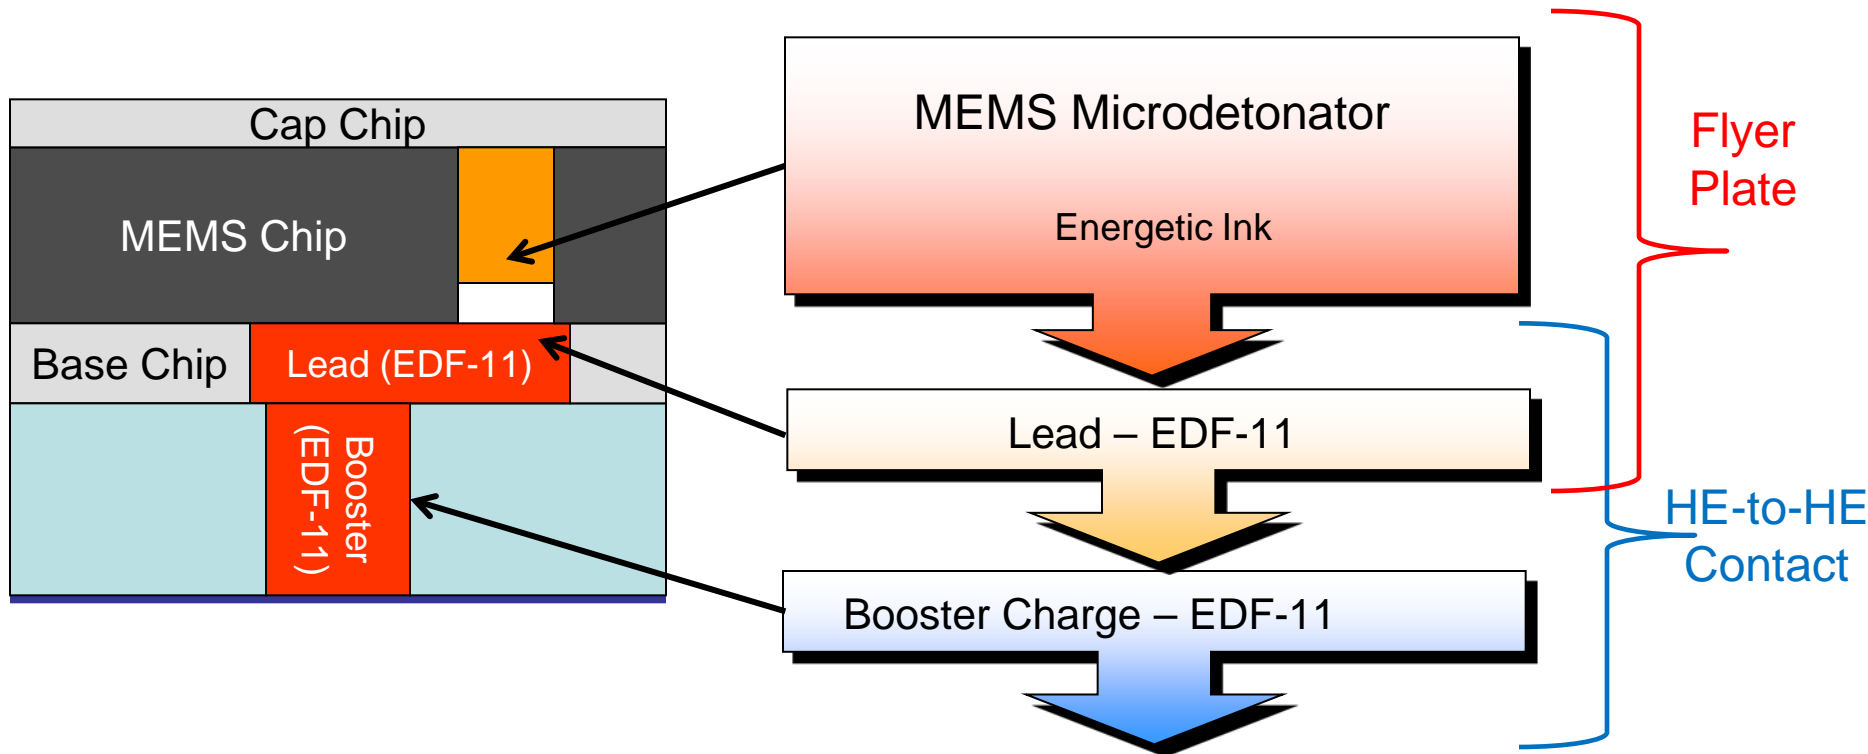 Cap Chip
MEMS Chip
Base Chip
Lead (EDF-11)
Booster
(EDF-11)
MEMS Microdetonator
Energetic Ink
Lead – EDF-11
Booster Charge – EDF-11
Flyer
Plate
HE-to-HE
Contact